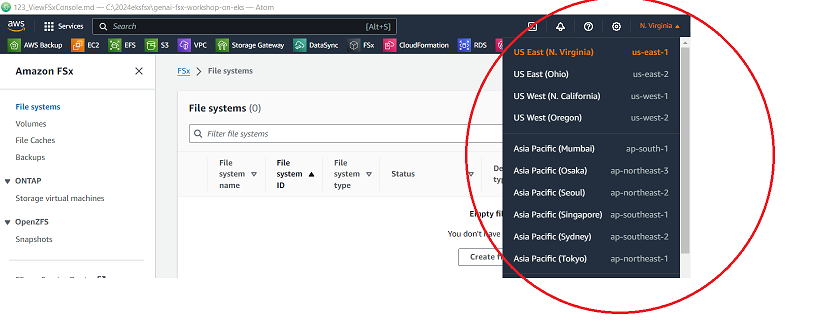 123_ViewFSxConsole.md — C:\2024eksfsx\genai-fsx-workshop-on-eks — Atom
aws Services Search [Alt+S] N. Virginia
AWS Backup EC2 EFS S3 VPC Storage Gateway DataSync FSx CloudFormation RDS
Amazon FSx
File systems
Volumes
File Caches
Backups
ONTAP
Storage virtual machines
OpenZFS
Snapshots
FSx > File systems
File systems (0)
Filter file systems
File system name
File system ID
File system type
Status
Empty fil
You don't have
Create fi
US East (N. Virginia) us-east-1
US East (Ohio) us-east-2
US West (N. California) us-west-1
US West (Oregon) us-west-2
Asia Pacific (Mumbai) ap-south-1
Asia Pacific (Osaka) ap-northeast-3
Asia Pacific (Seoul) ap-northeast-2
Asia Pacific (Singapore) ap-southeast-1
Asia Pacific (Sydney) ap-southeast-2
Asia Pacific (Tokyo) ap-northeast-1